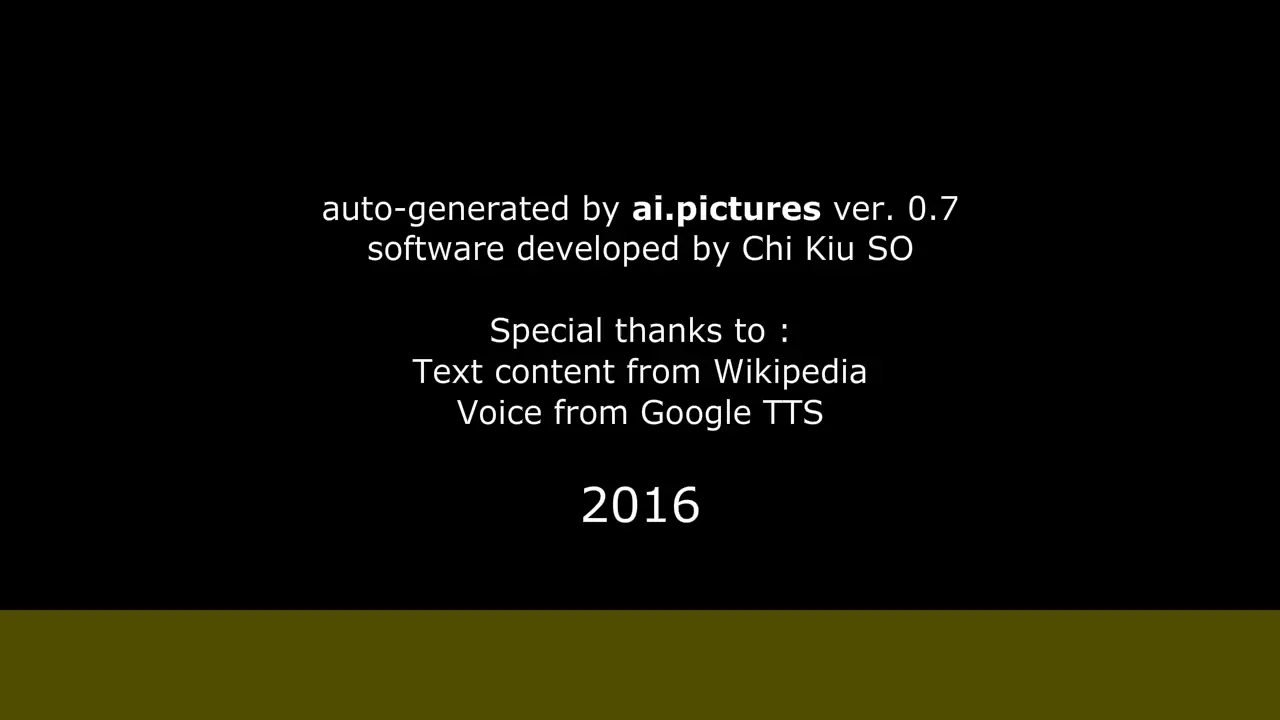 auto-generated by ai.pictures ver. 0.7
software developed by Chi Kiu SO
Special thanks to :
Text content from Wikipedia
Voice from Google TTS
2016